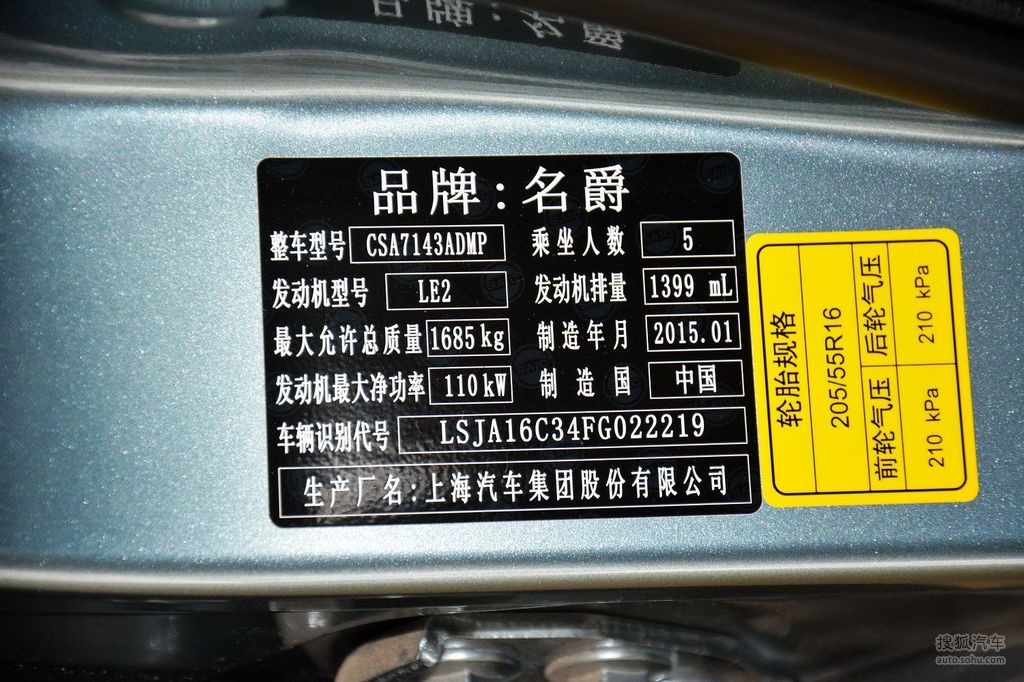 品牌:名爵
整车型号 CSA7143ADMP 乘坐人数 5
发动机型号 LE2 发动机排量 1399 mL
最大允许总质量 1685kg 制造年月 2015.01
发动机最大净功率 110kW 制造国 中国
车辆识别代号 LSJA16C34FG022219
生产厂名:上海汽车集团股份有限公司
轮胎规格
205/55R16
前轮气压 后轮气压
210 kPa 210 kPa
搜狐汽车
auto.sohu.com